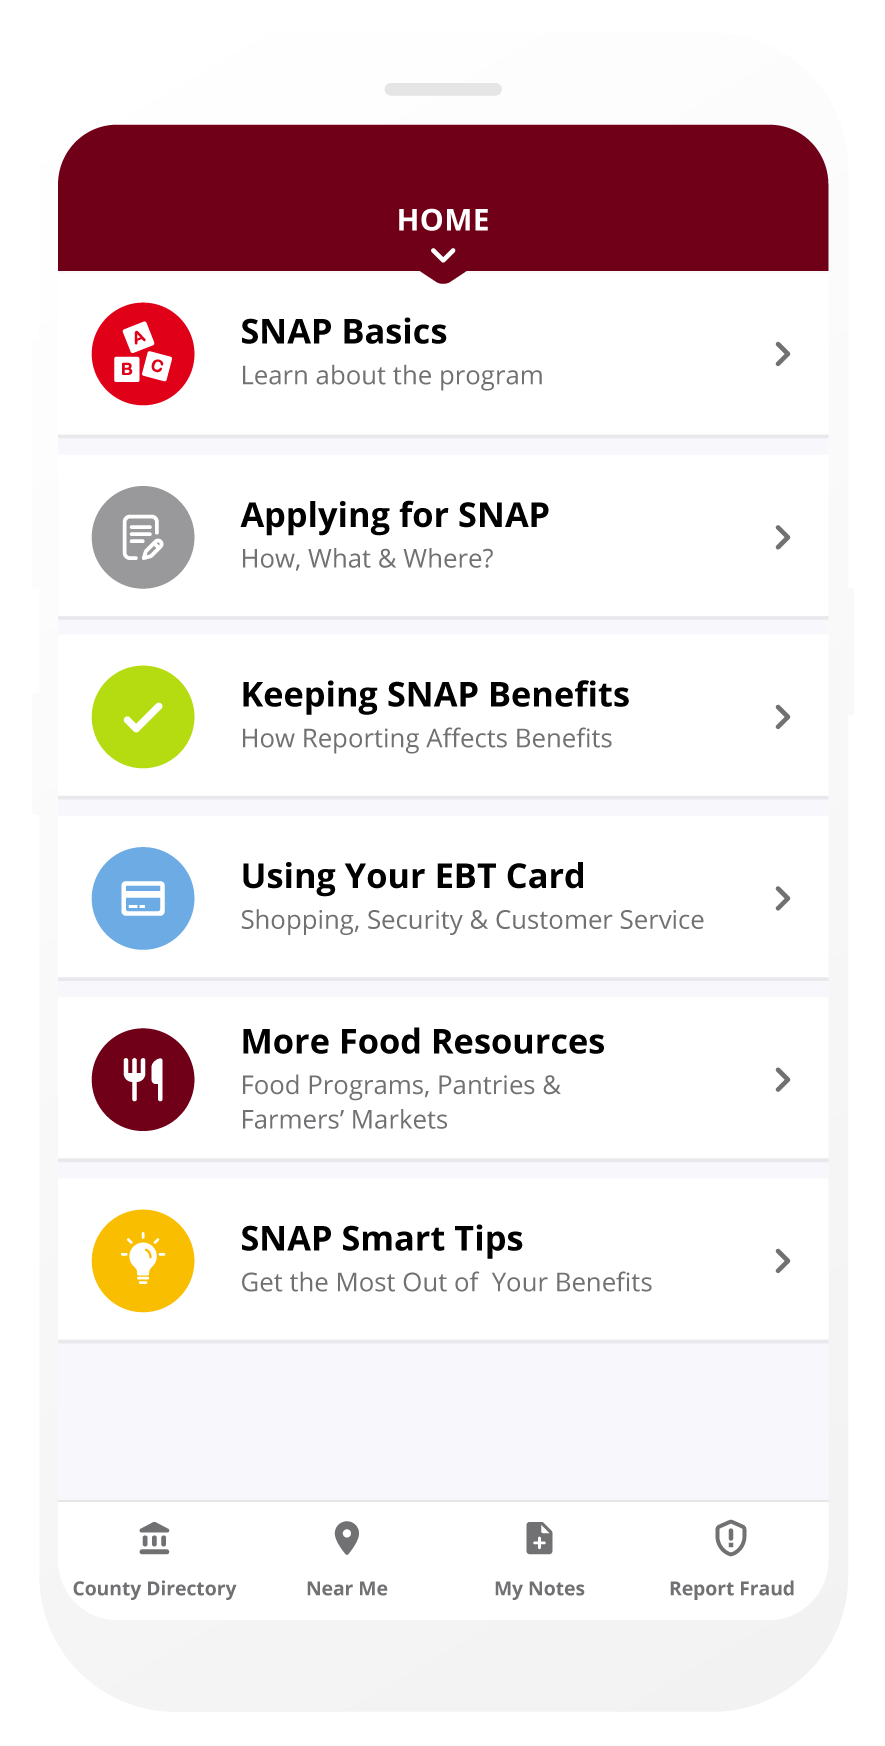 HOME
A
B C
SNAP Basics
Learn about the program
Applying for SNAP
How, What & Where?
Keeping SNAP Benefits
How Reporting Affects Benefits
Using Your EBT Card
Shopping, Security & Customer Service
More Food Resources
Food Programs, Pantries &
Farmers’ Markets
SNAP Smart Tips
Get the Most Out of  Your Benefits
County Directory
Near Me
My Notes
Report Fraud